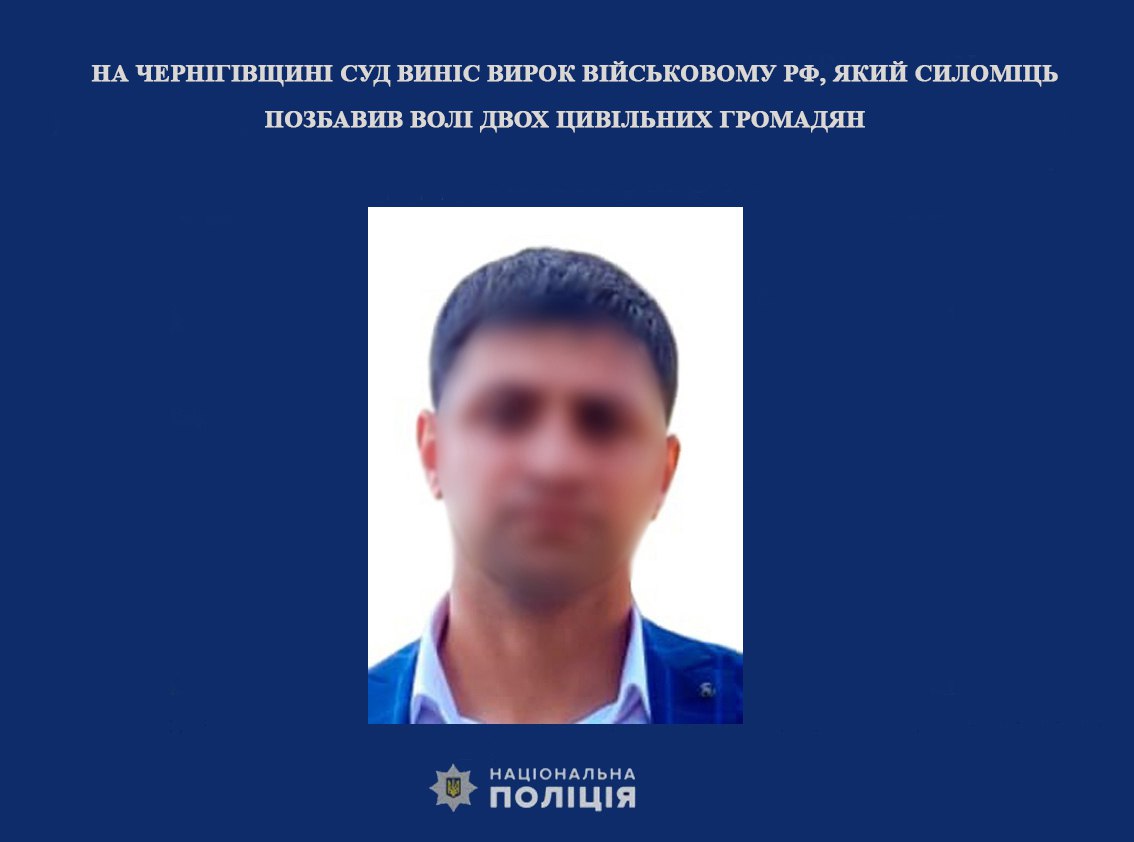 НА ЧЕРНІГІВЩИНІ СУД ВИНІС ВИРОК ВІЙСЬКОВОМУ РФ, ЯКИЙ СИЛОМІЦЬ
ПОЗБАВИВ ВОЛІ ДВОХ ЦИВІЛЬНИХ ГРОМАДЯН
НАЦІОНАЛЬНА
ПОЛІЦІЯ